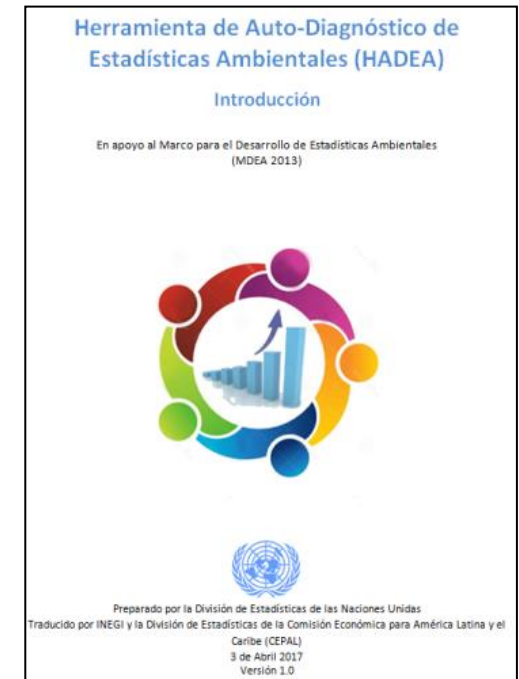 Herramienta de Auto-Diagnóstico de
Estadísticas Ambientales (HADEA)
Introducción
En apoyo al Marco para el Desarrollo de Estadísticas Ambientales
(MDEA 2013)
Preparado por la División de Estadísticas de las Naciones Unidas
Traducido por INEGI y la División de Estadísticas de la Comisión Económica para América Latina y el
Caribe (CEPAL)
3 de Abril 2017
Versión 1.0